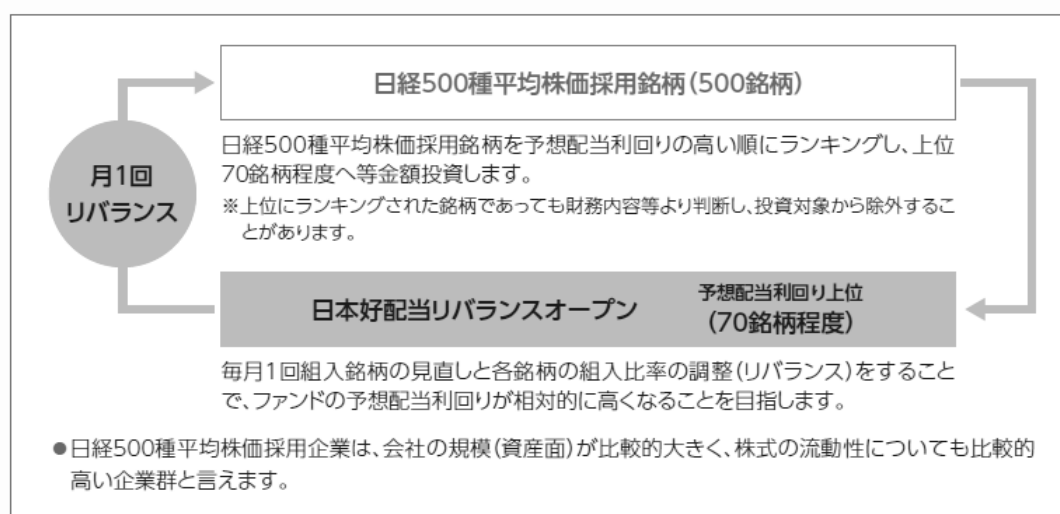 日経500種平均株価採用銘柄(500銘柄)
日経500種平均株価採用銘柄を予想配当利回りの高い順にランキングし、上位
70銘柄程度へ等金額投資します。
※上位にランキングされた銘柄であっても財務内容等より判断し、投資対象から除外するこ
とがあります。
月1回
リバランス
日本好配当リバランスオープン
予想配当利回り上位
(70銘柄程度)
毎月1回組入銘柄の見直しと各銘柄の組入比率の調整(リバランス)をすること
で、ファンドの予想配当利回りが相対的に高くなることを目指します。
●日経500種平均株価採用企業は、会社の規模(資産面)が比較的大きく、株式の流動性についても比較的
高い企業群と言えます。